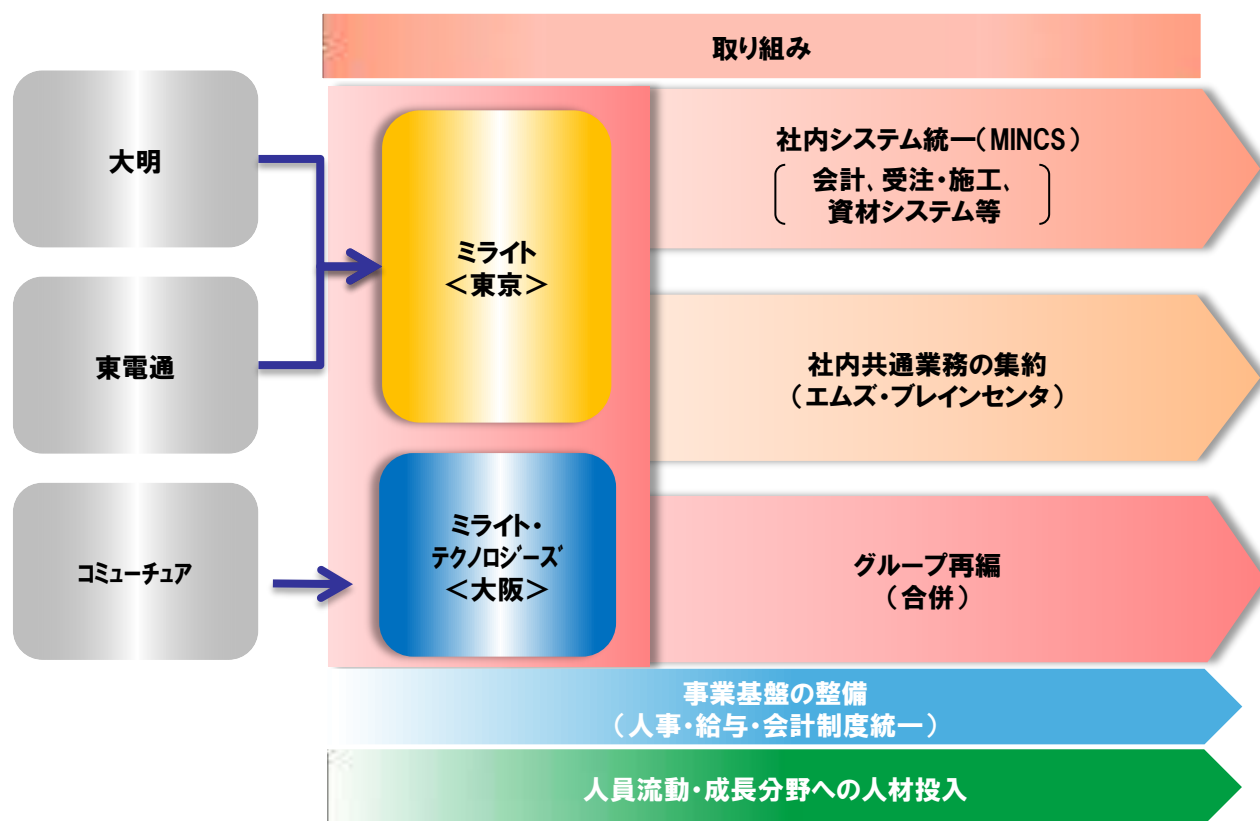 取り組み
大明
東電通
コミューチュア
ミライト
＜東京＞
ミライト・
テクノロジーズ
＜大阪＞
社内システム統一（MINCS）
会計、受注・施工、
資材システム等
社内共通業務の集約
（エムズ・ブレインセンタ）
グループ再編
（合併）
事業基盤の整備
（人事・給与・会計制度統一）
人員流動・成長分野への人材投入